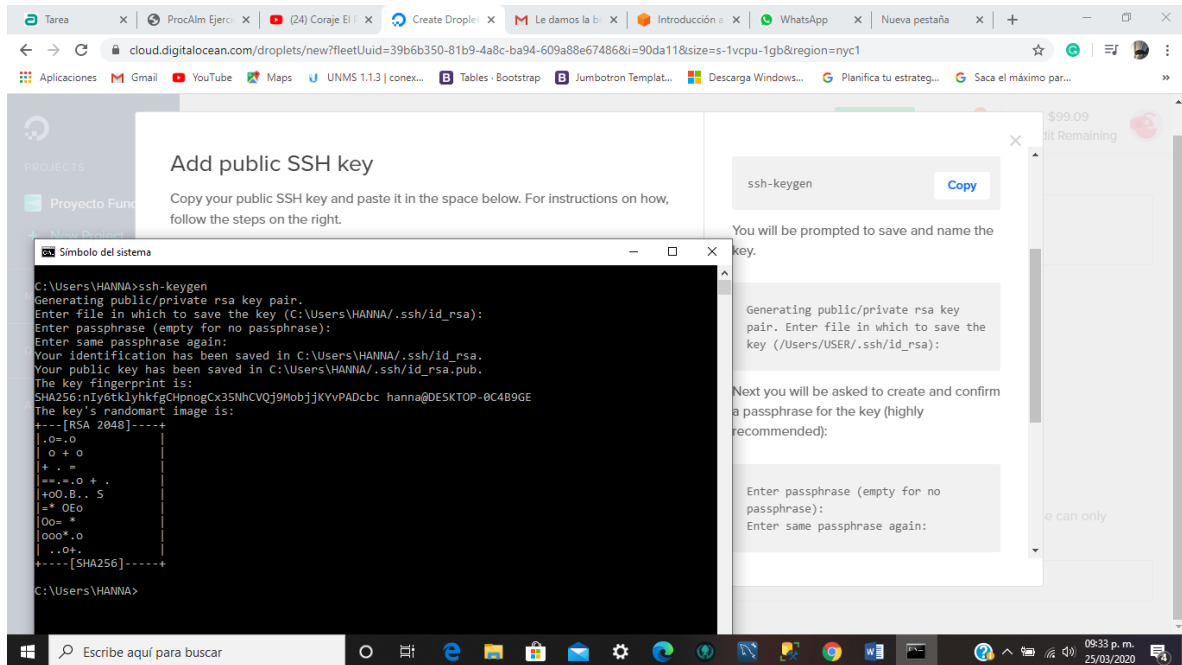 Tarea
ProcAlm Ejerc
(24) Coraje El P
Create Droplet
Le damos la b
Introducción a
WhatsApp
Nueva pestaña
cloud.digitalocean.com/droplets/new?fleetUuid=39b6b350-81b9-4a8c-ba94-609a88e67486&i=90da11&size=s-1vcpu-1gb&region=nyc1
Aplicaciones
Gmail
YouTube
Maps
UNMS 1.1.3 | conex...
Tables · Bootstrap
Jumbotron Templat...
Descarga Windows...
Planifica tu estrateg...
Saca el máximo par...
$99.09
dit Remaining
PROJECTS
Proyecto Fund
+ New Project
Add public SSH key
Copy your public SSH key and paste it in the space below. For instructions on how,
follow the steps on the right.
ssh-keygen
Copy
You will be prompted to save and name the
key.
Generating public/private rsa key
pair. Enter file in which to save the
key (/Users/USER/.ssh/id_rsa):
Next you will be asked to create and confirm
a passphrase for the key (highly
recommended):
Enter passphrase (empty for no
passphrase):
Enter same passphrase again:
e can only
Símbolo del sistema
C:\Users\HANNA>ssh-keygen
Generating public/private rsa key pair.
Enter file in which to save the key (C:\Users\HANNA/.ssh/id_rsa):
Enter passphrase (empty for no passphrase):
Enter same passphrase again:
Your identification has been saved in C:\Users\HANNA/.ssh/id_rsa.
Your public key has been saved in C:\Users\HANNA/.ssh/id_rsa.pub.
The key fingerprint is:
SHA256:nIy6tklyhkfgCHpnogCx35NhCVQj9MobjjKYvPADcbc hanna@DESKTOP-0C4B9GE
The key's randomart image is:
+---[RSA 2048]----+
|.o=.o            |
| o + o           |
|+ . =            |
|==.=.o + .       |
|+oO.B.. S        |
|=* OEo           |
|Oo= *            |
|ooo*.o           |
| ..o+.           |
+----[SHA256]-----+
C:\Users\HANNA>
Escribe aquí para buscar
09:33 p. m.
25/03/2020